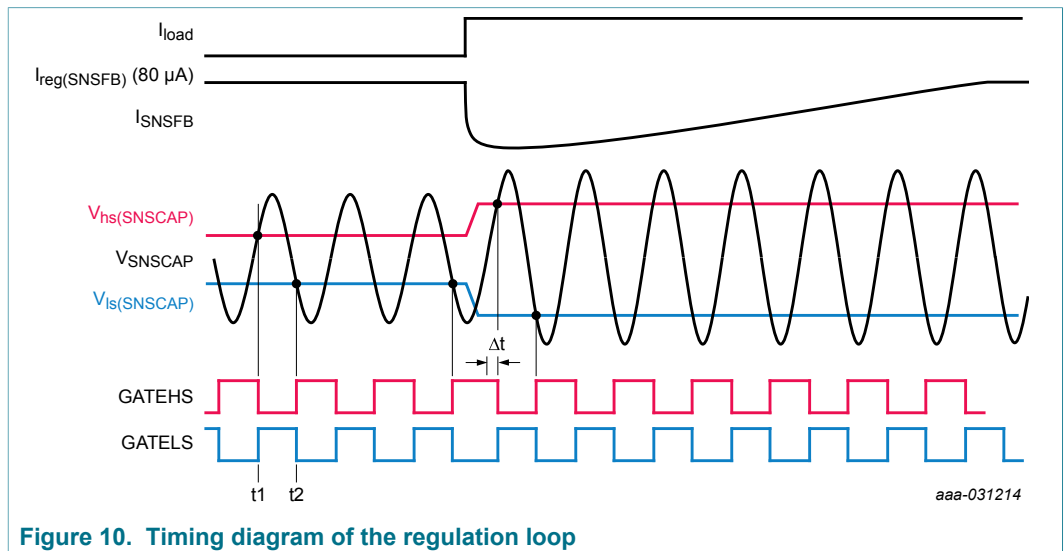 Iload
Ireg(SNSFB) (80 µA)
ISNSFB
Vhs(SNSCAP)
VSNSCAP
Vls(SNSCAP)
Δt
GATEHS
GATELS
t1 t2
aaa-031214
Figure 10. Timing diagram of the regulation loop